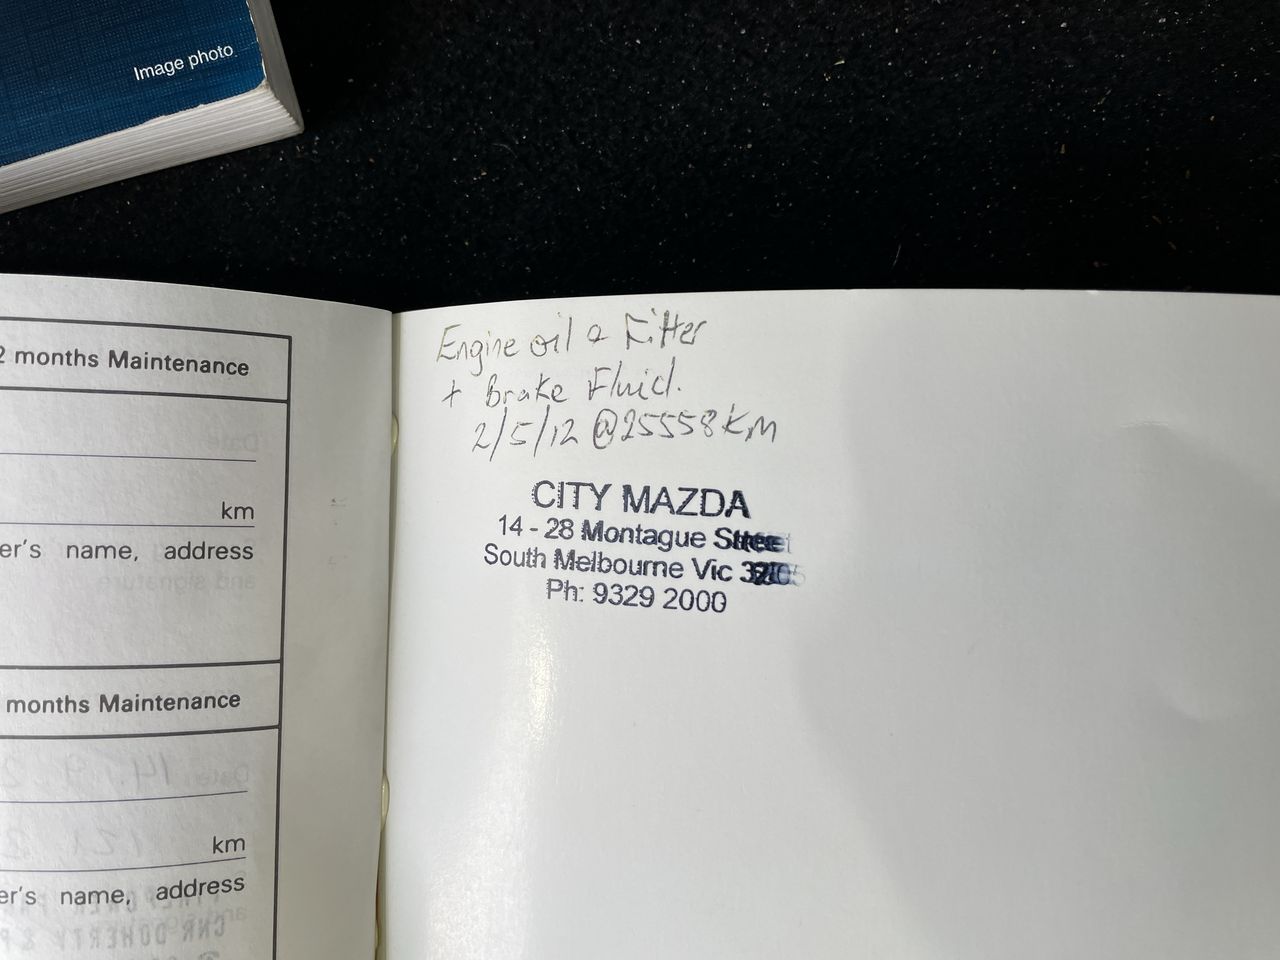 Image photo.
2 months Maintenance
km
er's name, address
months Maintenance
km
er's name, address
Engine oil & Filter
+ Brake Fluid.
2/5/12 @25558KM
CITY MAZDA
14 - 28 Montague Street
South Melbourne Vic 3205
Ph: 9329 2000